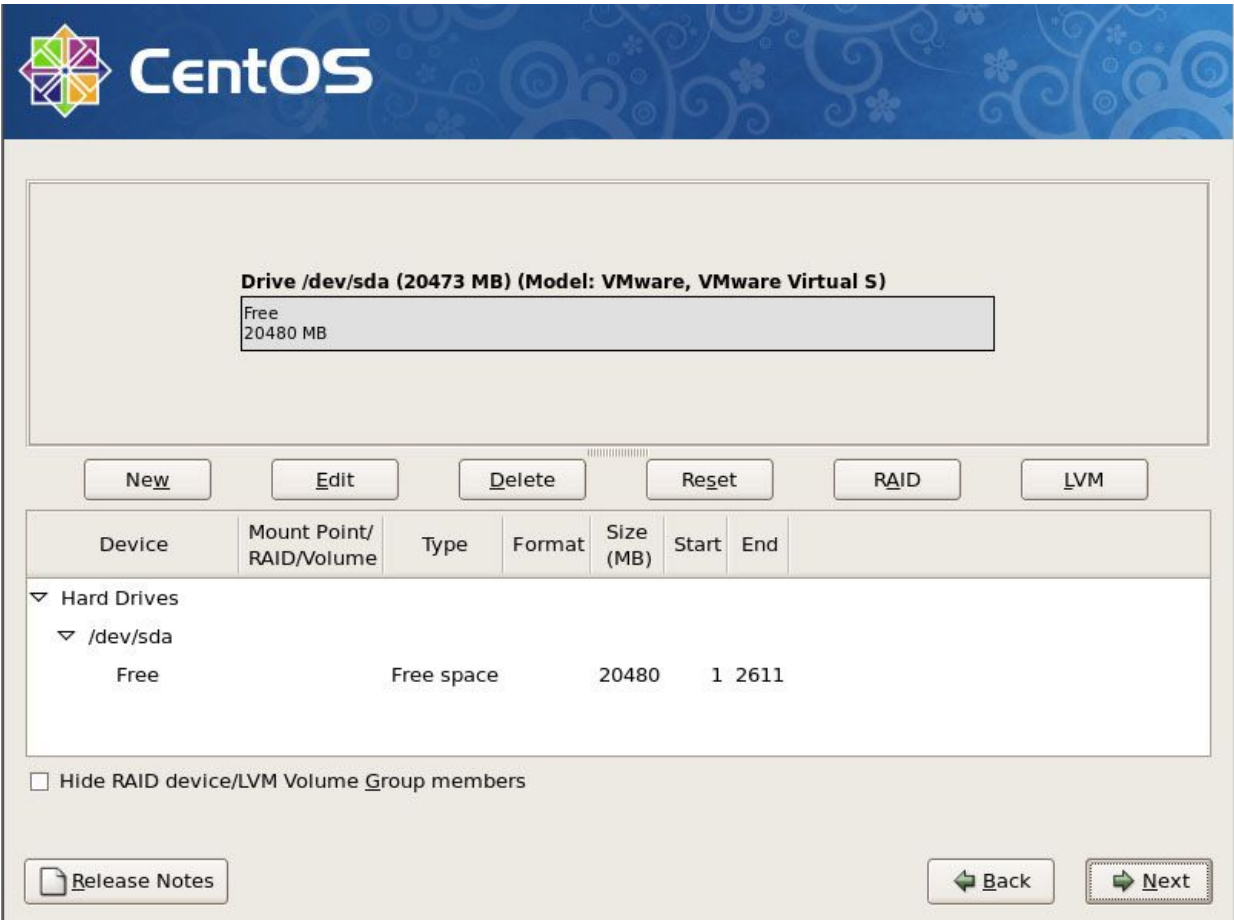 CentOS
Drive /dev/sda (20473 MB) (Model: VMware, VMware Virtual S)
Free
20480 MB
New Edit Delete Reset RAID LVM
Device Mount Point/ RAID/Volume Type Format Size (MB) Start End
Hard Drives
/dev/sda
Free Free space 20480 1 2611
Hide RAID device/LVM Volume Group members
Release Notes Back Next